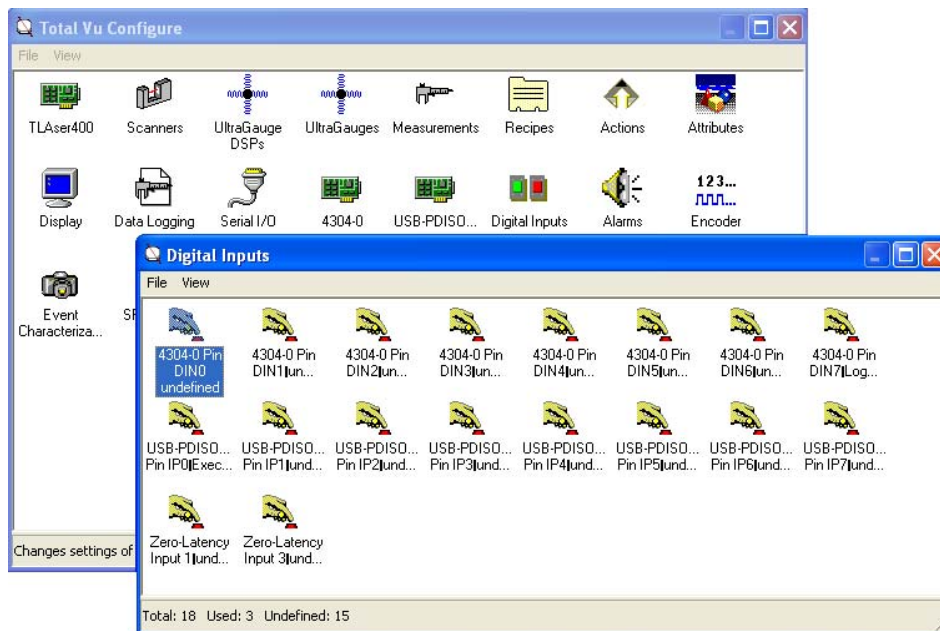 Total Vu Configure
File View
TLAser400 Scanners UltraGauge UltraGauges Measurements Recipes Actions Attributes
DSPs
123...
Display Data Logging Serial I/O 4304-0 USB-PDISO... Digital Inputs Alarms Encoder
Digital Inputs
File View
Event
Characteriza...
4304-0 Pin 4304-0 Pin 4304-0 Pin 4304-0 Pin 4304-0 Pin 4304-0 Pin 4304-0 Pin 4304-0 Pin
DIN0 DIN1|un... DIN2|un... DIN3|un... DIN4|un... DIN5|un... DIN6|un... DIN7|Log...
undefined
USB-PDISO... USB-PDISO... USB-PDISO... USB-PDISO... USB-PDISO... USB-PDISO... USB-PDISO... USB-PDISO...
Pin IP0|Exec... Pin IP1|und... Pin IP2|und... Pin IP3|und... Pin IP4|und... Pin IP5|und... Pin IP6|und... Pin IP7|und...
Zero-Latency Zero-Latency
Input 1|und... Input 3|und...
Changes settings of
Total: 18 Used: 3 Undefined: 15